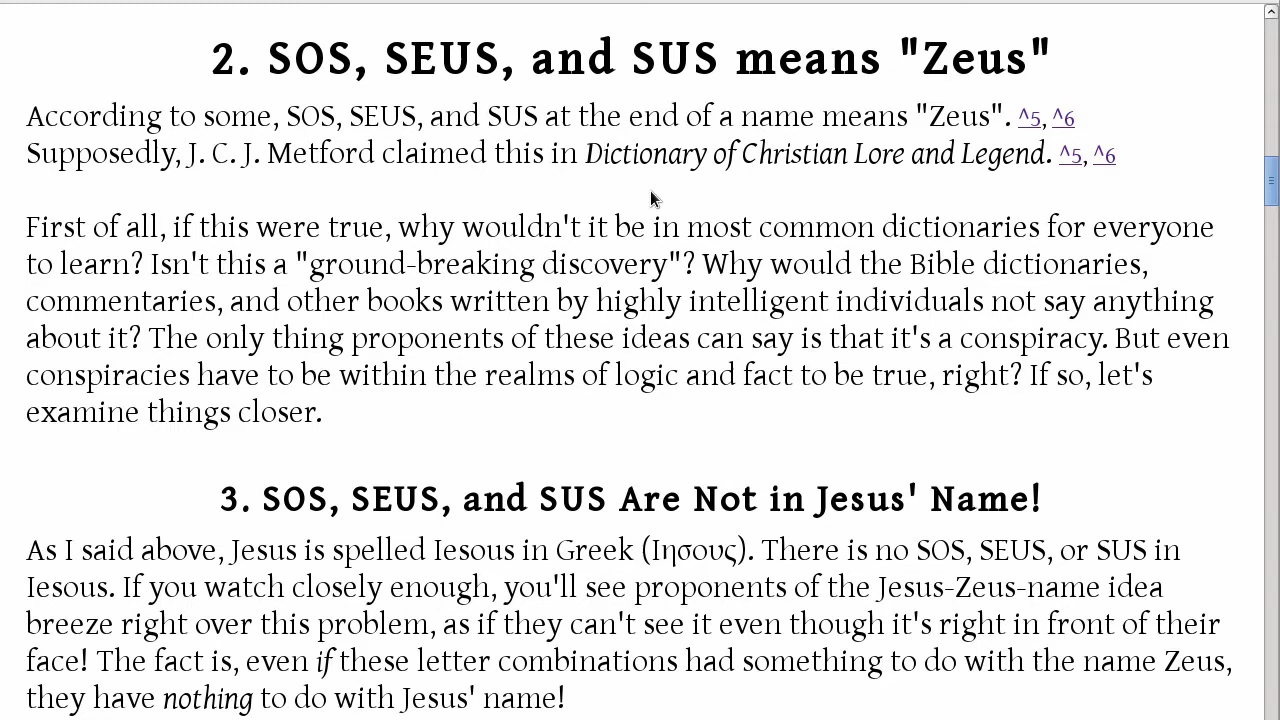 2. SOS, SEUS, and SUS means "Zeus"
According to some, SOS, SEUS, and SUS at the end of a name means "Zeus". ^5, ^6
Supposedly, J. C. J. Metford claimed this in Dictionary of Christian Lore and Legend. ^5, ^6
First of all, if this were true, why wouldn't it be in most common dictionaries for everyone
to learn? Isn't this a "ground-breaking discovery"? Why would the Bible dictionaries,
commentaries, and other books written by highly intelligent individuals not say anything
about it? The only thing proponents of these ideas can say is that it's a conspiracy. But even
conspiracies have to be within the realms of logic and fact to be true, right? If so, let's
examine things closer.
3. SOS, SEUS, and SUS Are Not in Jesus' Name!
As I said above, Jesus is spelled Iesous in Greek (Ιησους). There is no SOS, SEUS, or SUS in
Iesous. If you watch closely enough, you'll see proponents of the Jesus-Zeus-name idea
breeze right over this problem, as if they can't see it even though it's right in front of their
face! The fact is, even if these letter combinations had something to do with the name Zeus,
they have nothing to do with Jesus' name!